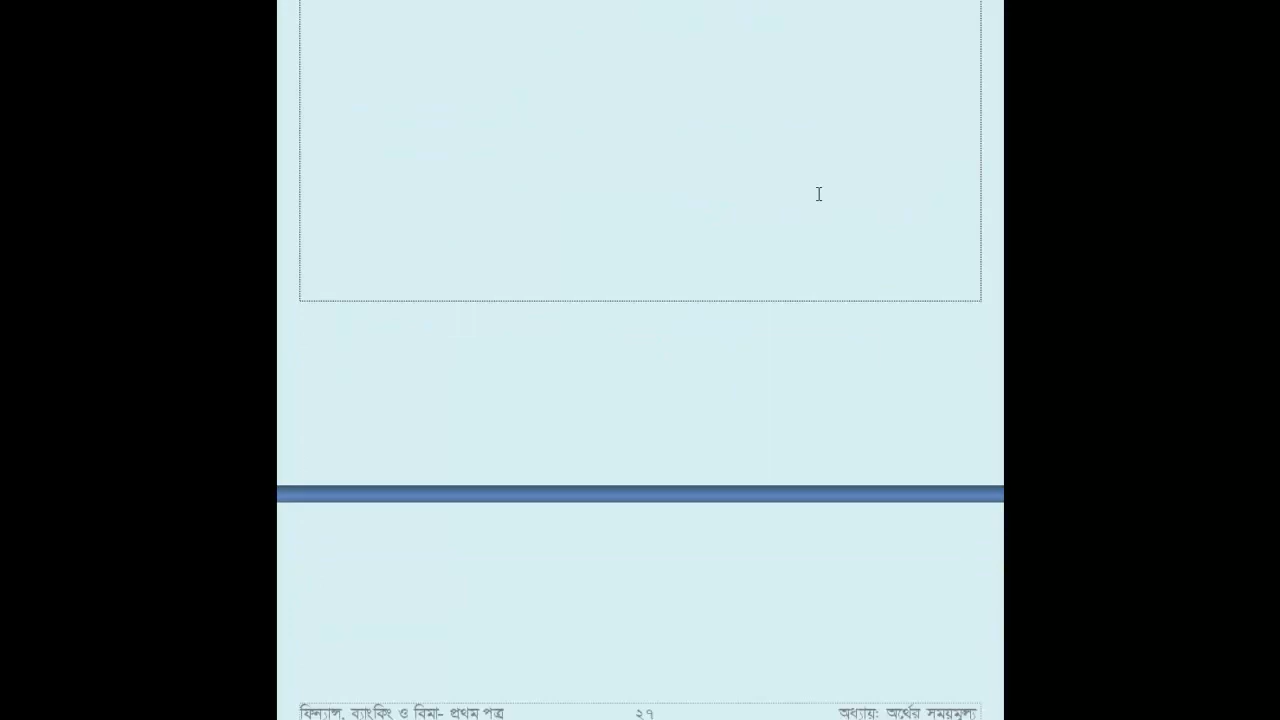 ফিন্যান্স, ব্যাংকিং ও বিমা- প্রথম পত্র ২৭ অধ্যায়: অর্থের সময়মূল্য